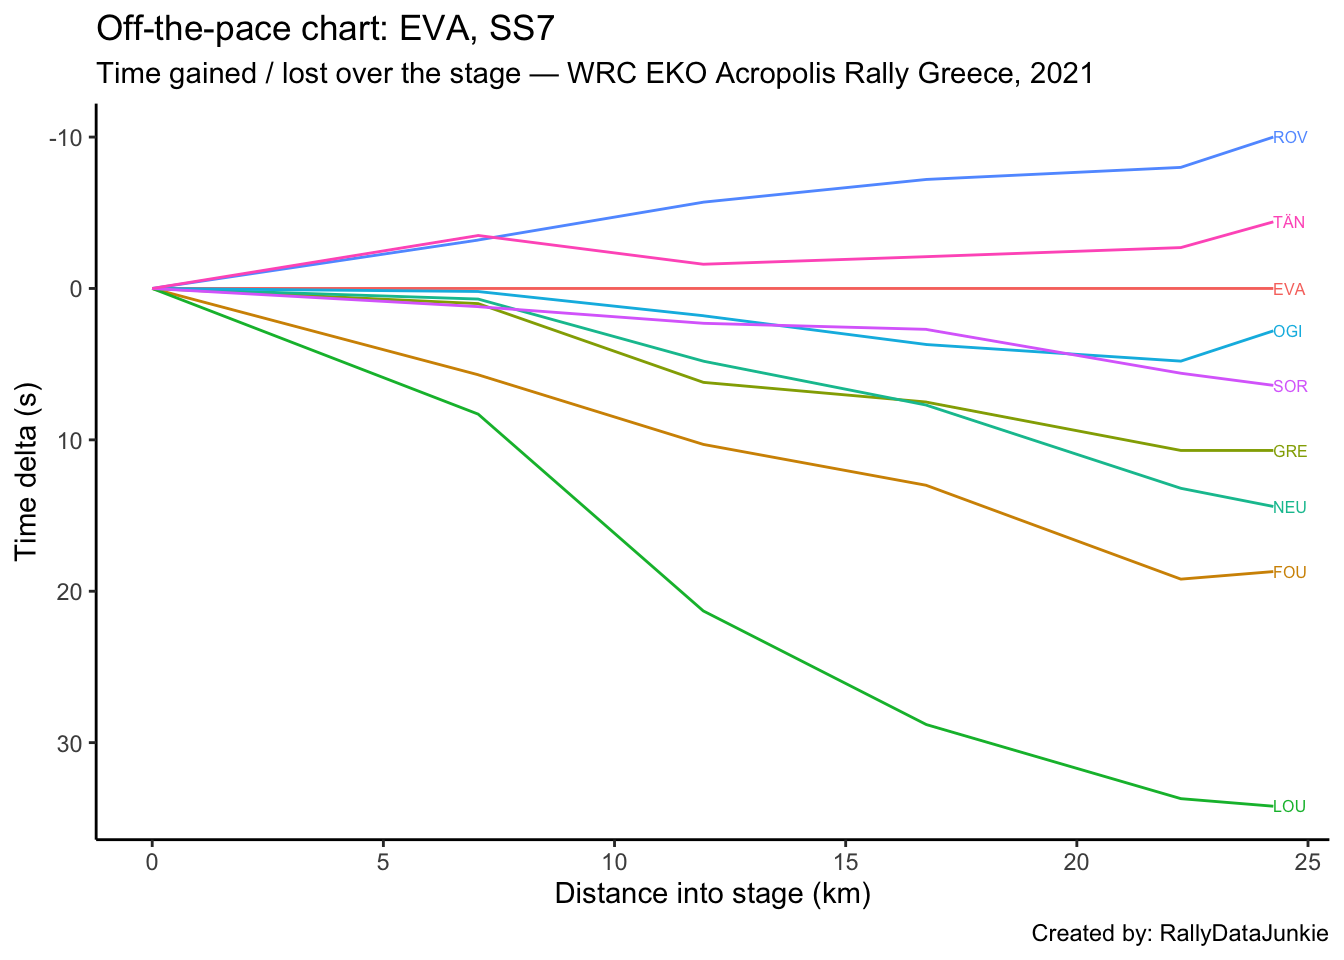 Off-the-pace chart: EVA, SS7
Time gained / lost over the stage — WRC EKO Acropolis Rally Greece, 2021
Time delta (s)
-10
0
10
20
30
ROV
TÄN
EVA
OGI
SOR
GRE
NEU
FOU
LOU
0 5 10 15 20 25
Distance into stage (km)
Created by: RallyDataJunkie